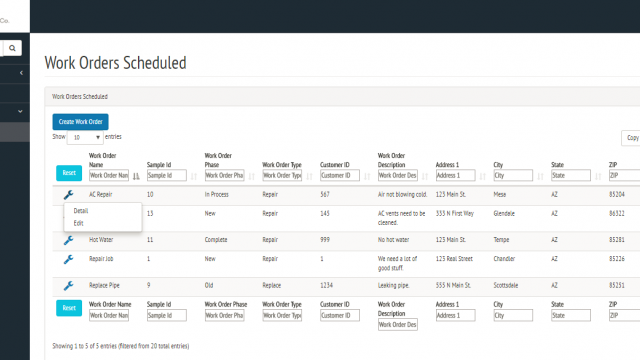 Co.
Work Orders Scheduled
Work Orders Scheduled
Create Work Order
Show 10 entries
Copy
Reset Work Order Name Sample Id Work Order Phase Work Order Type Customer ID Work Order Description Address 1 City State ZIP
Work Order Nan Sample Id Work Order Pha Work Order Type Customer ID Work Order Des Address 1 City State ZIP
AC Repair 10 In Process Repair 567 Air not blowing cold. 123 Main St. Mesa AZ 85204
Detail
Edit
13 New Repair 145 AC vents need to be cleaned. 333 N First Way Glendale AZ 86322
Hot Water 11 Complete Repair 999 No hot water 123 Main St. Tempe AZ 85281
Repair Job 1 New Repair 1 We need a lot of good stuff. 125 Real Street Chandler AZ 85226
Replace Pipe 9 Old Replace 1234 Leaking pipe. 555 N Main St. Scottsdale AZ 85251
Reset Work Order Name Sample Id Work Order Phase Work Order Type Customer ID Work Order Description Address 1 City State ZIP
Work Order Nan Sample Id Work Order Pha Work Order Type Customer ID Work Order Des Address 1 City State ZIP
Showing 1 to 5 of 5 entries (filtered from 20 total entries)